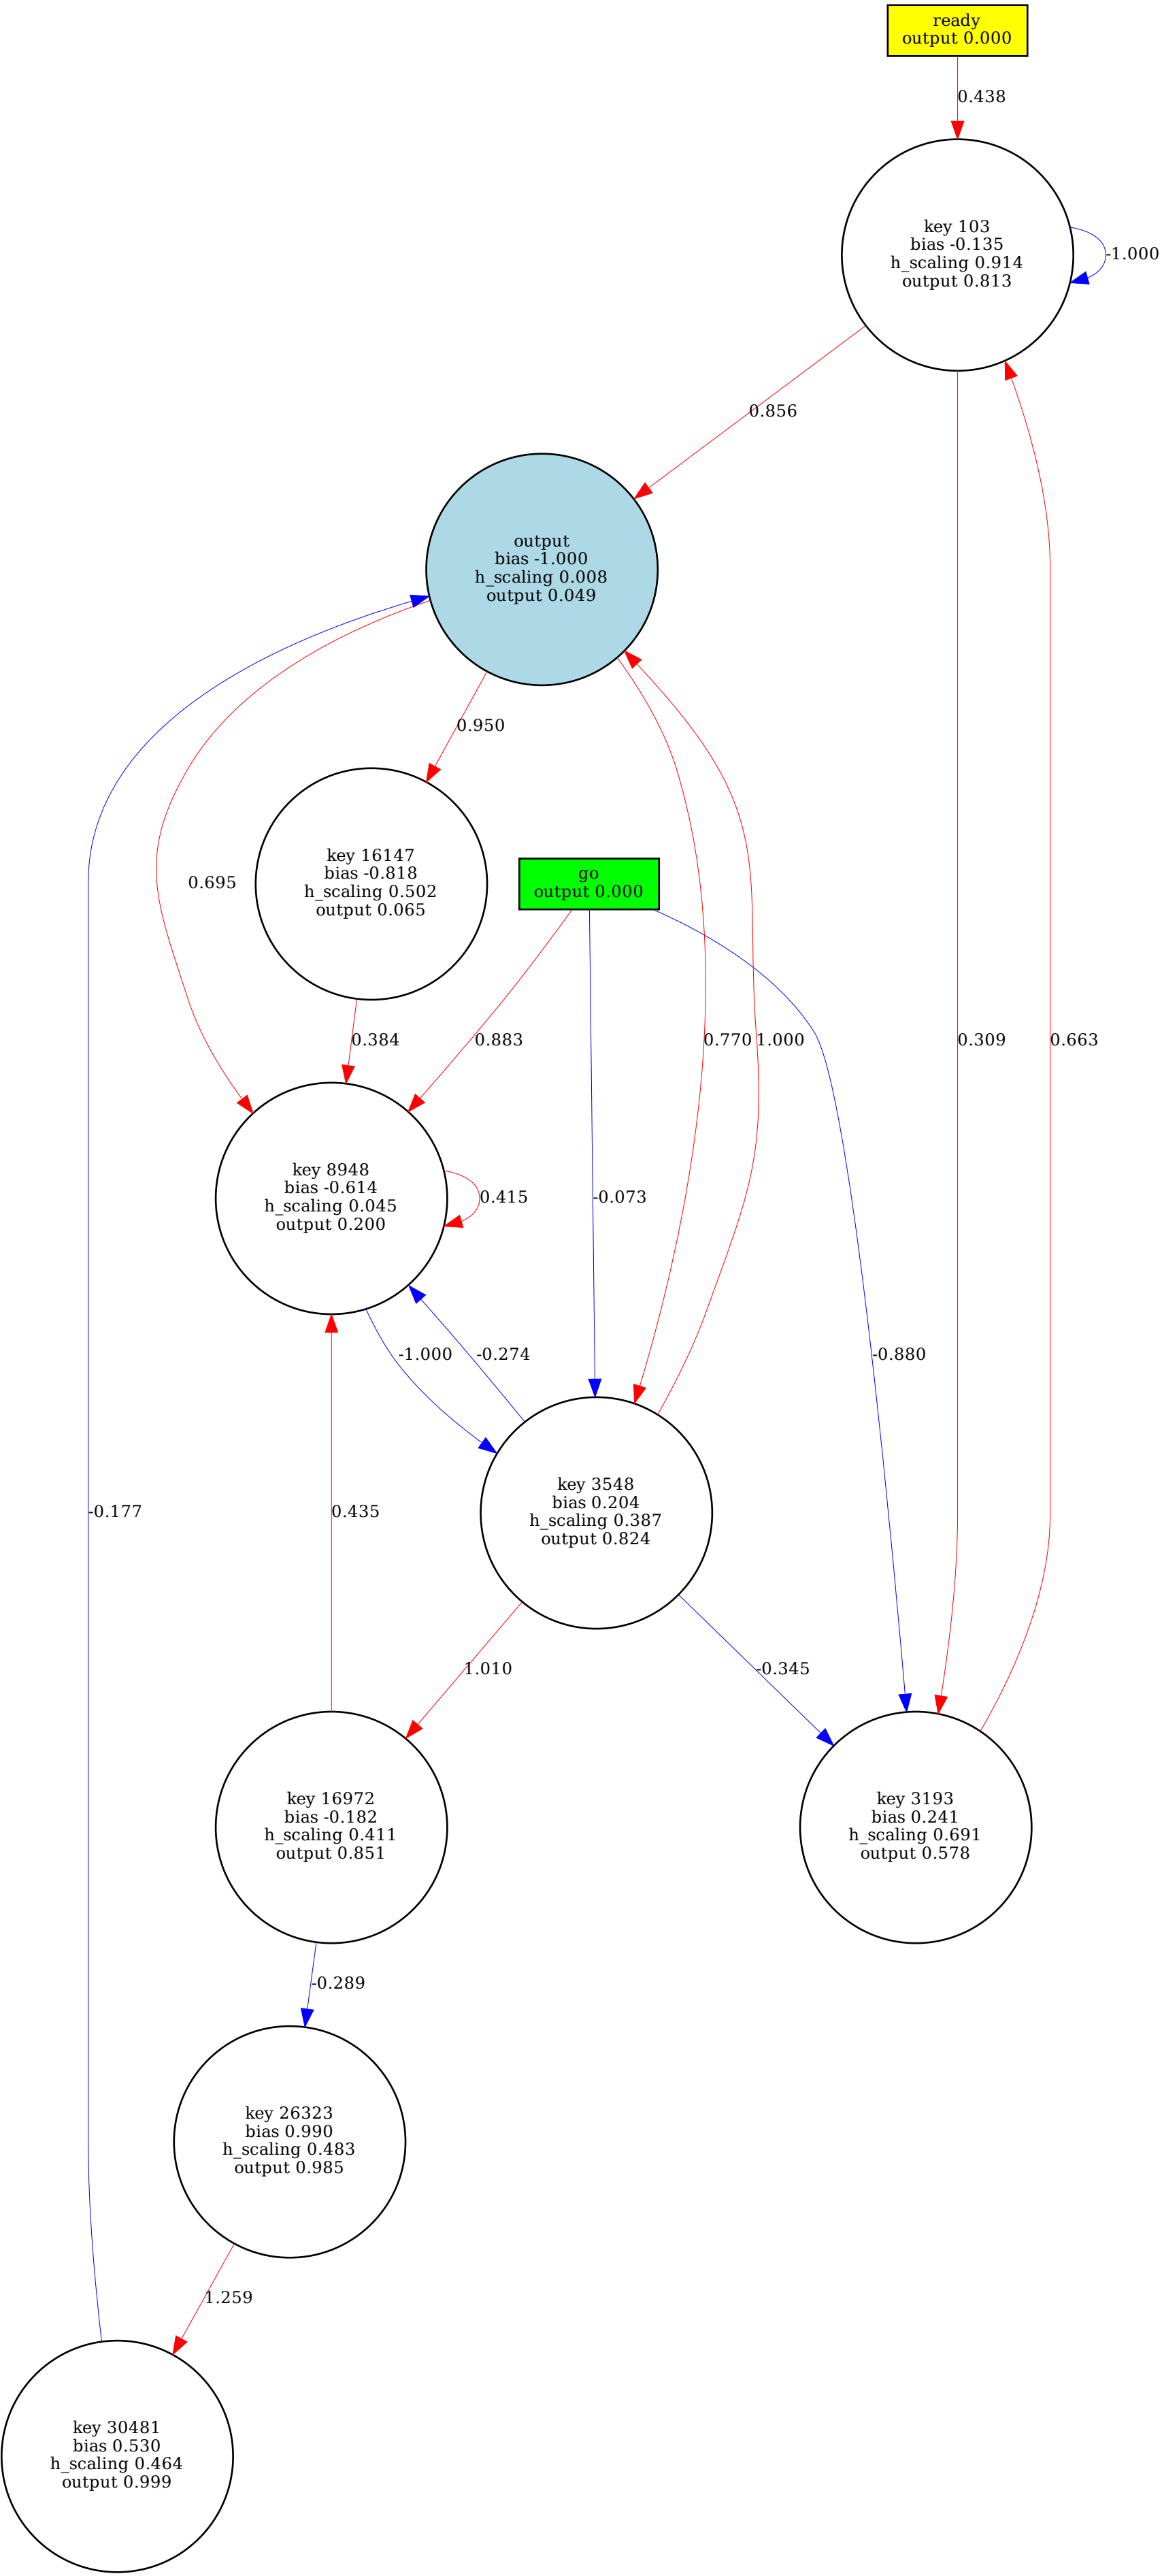 ready
output 0.000
0.438
key 103
bias -0.135
h_scaling 0.914
output 0.813
-1.000
0.856
output
bias -1.000
h_scaling 0.008
output 0.049
0.950
key 16147
bias -0.818
h_scaling 0.502
output 0.065
go
output 0.000
0.695
0.384
0.883
0.770
1.000
0.309
0.663
key 8948
bias -0.614
h_scaling 0.045
output 0.200
0.415
-0.073
-1.000
-0.274
-0.880
key 3548
bias 0.204
h_scaling 0.387
output 0.824
-0.177
0.435
1.010
-0.345
key 16972
bias -0.182
h_scaling 0.411
output 0.851
key 3193
bias 0.241
h_scaling 0.691
output 0.578
-0.289
key 26323
bias 0.990
h_scaling 0.483
output 0.985
1.259
key 30481
bias 0.530
h_scaling 0.464
output 0.999